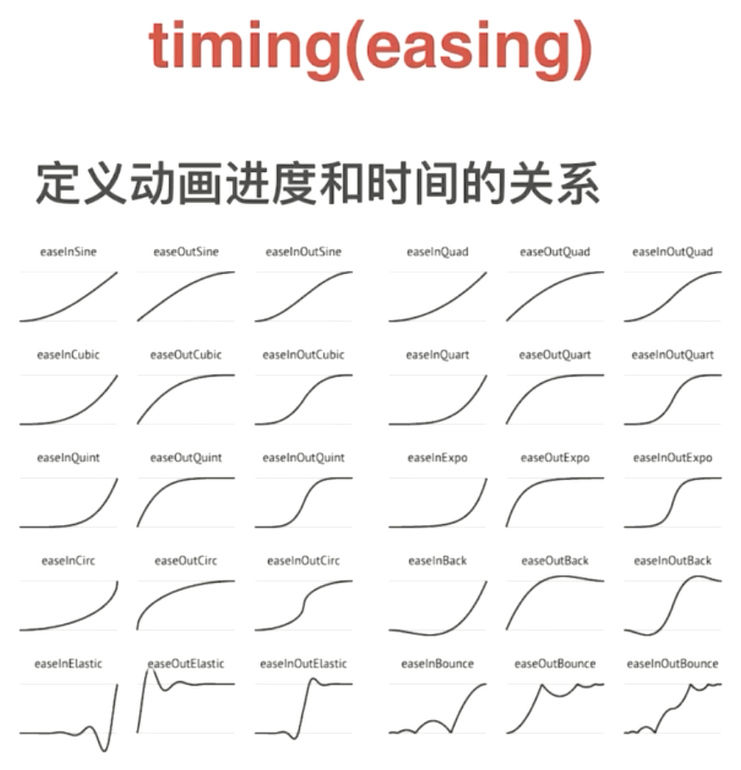 timing(easing)
定义动画进度和时间的关系
easeInSine easeOutSine easeInOutSine easeInQuad easeOutQuad easeInOutQuad
easeInCubic easeOutCubic easeInOutCubic easeInQuart easeOutQuart easeInOutQuart
easeInQuint easeOutQuint easeInOutQuint easeInExpo easeOutExpo easeInOutExpo
easeInCirc easeOutCirc easeInOutCirc easeInBack easeOutBack easeInOutBack
easeInElastic easeOutElastic easeInOutElastic easeInBounce easeOutBounce easeInOutBounce